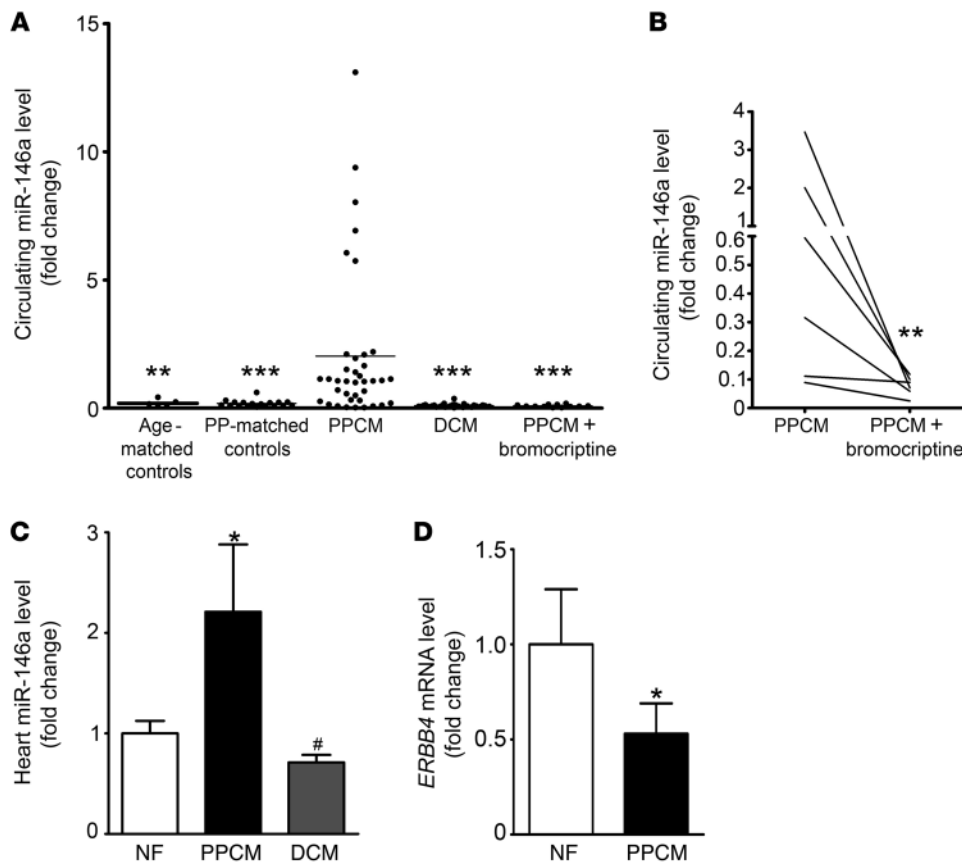 A
Circulating miR-146a level
(fold change)
15
10
5
0
**
***
***
***
Age-
matched
controls
PP-matched
controls
PPCM
DCM
PPCM +
bromocriptine
B
Circulating miR-146a level
(fold change)
4
3
2
1
0.6
0.5
0.4
0.3
0.2
0.1
0
**
PPCM
PPCM +
bromocriptine
C
Heart miR-146a level
(fold change)
3
2
1
0
*
#
NF
PPCM
DCM
D
ERBB4 mRNA level
(fold change)
1.5
1.0
0.5
0
*
NF
PPCM